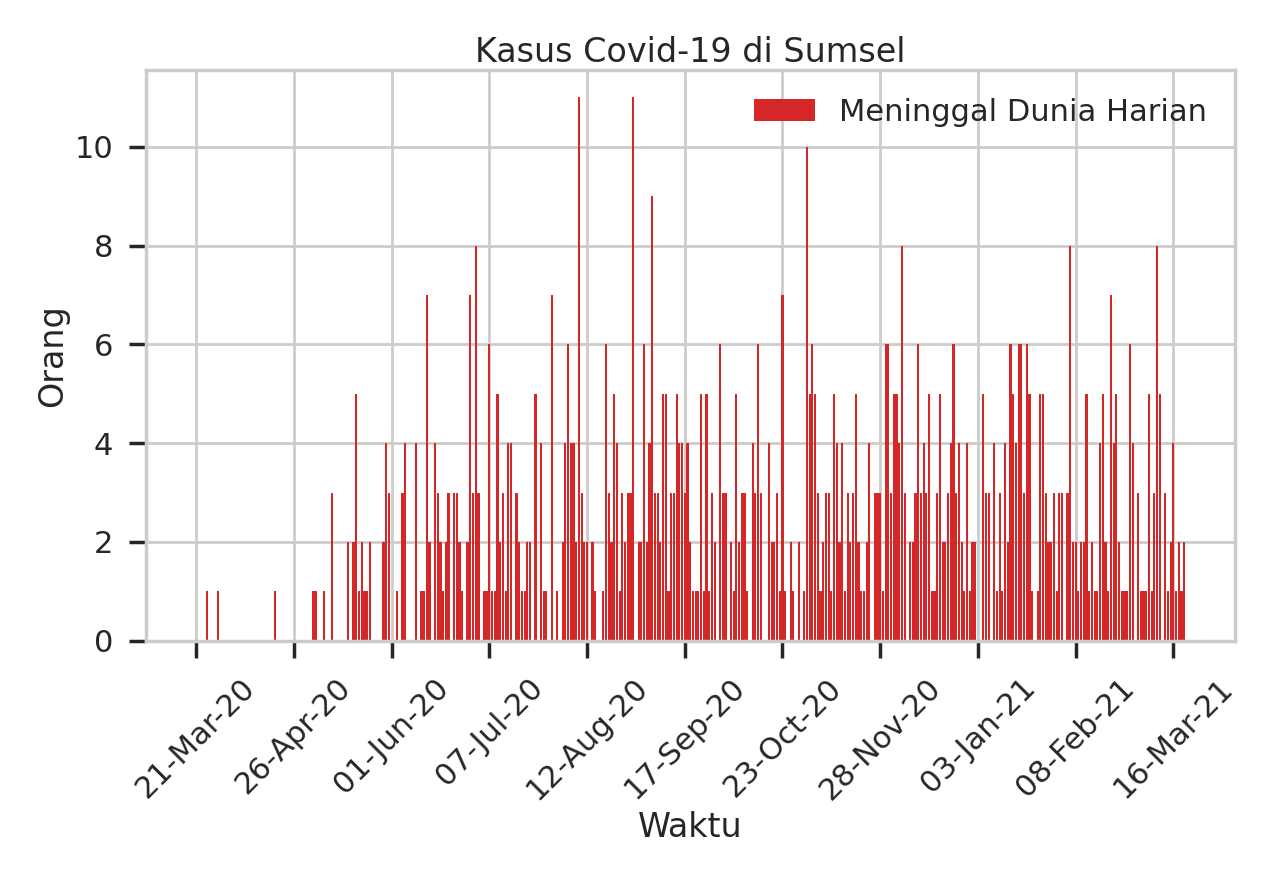 Kasus Covid-19 di Sumsel
Meninggal Dunia Harian
Orang
10
8
6
4
2
0
21-Mar-20
26-Apr-20
01-Jun-20
07-Jul-20
12-Aug-20
17-Sep-20
23-Oct-20
28-Nov-20
03-Jan-21
08-Feb-21
16-Mar-21
Waktu